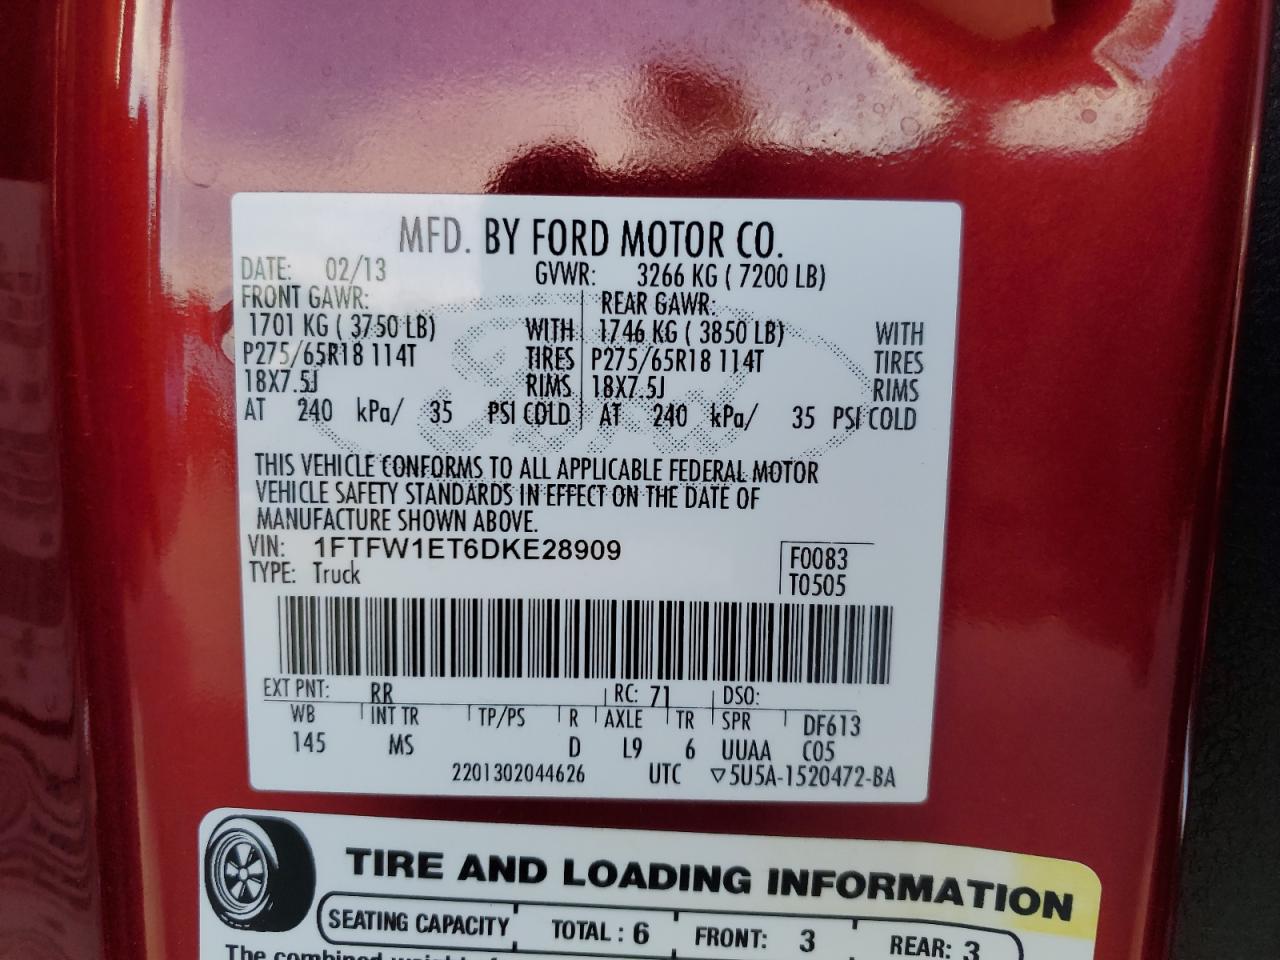 MFD. BY FORD MOTOR CO.
DATE: 02/13 GVWR: 3266 KG ( 7200 LB)
FRONT GAWR: REAR GAWR:
1701 KG ( 3750 LB) WITH 1746 KG ( 3850 LB) WITH
P275/65R18 114T TIRES P275/65R18 114T TIRES
18X7.5J RIMS 18X7.5J RIMS
AT 240 kPa/ 35 PSI COLD AT 240 kPa/ 35 PSI COLD
THIS VEHICLE CONFORMS TO ALL APPLICABLE FEDERAL MOTOR
VEHICLE SAFETY STANDARDS IN EFFECT ON THE DATE OF
MANUFACTURE SHOWN ABOVE.
VIN: 1FTFW1ET6DKE28909 F0083
TYPE: Truck T0505
EXT PNT: RR RC: 71 DSO:
WB INT TR TP/PS R AXLE TR SPR DF613
145 MS D L9 6 UUAA C05
2201302044626 UTC ▽5U5A-1520472-BA
TIRE AND LOADING INFORMATION
SEATING CAPACITY TOTAL : 6 FRONT: 3 REAR: 3
The combined